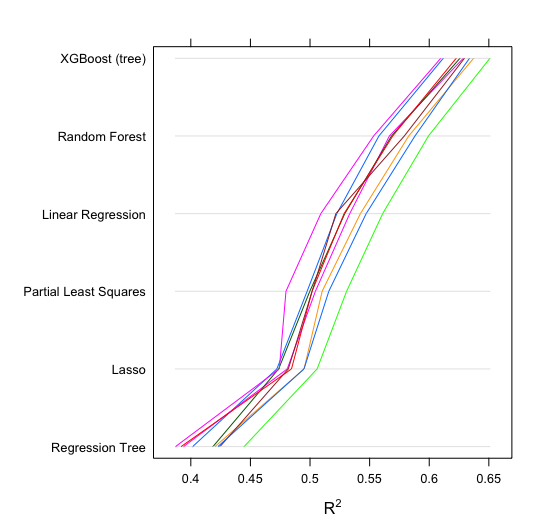 XGBoost (tree)
Random Forest
Linear Regression
Partial Least Squares
Lasso
Regression Tree
0.4 0.45 0.5 0.55 0.6 0.65
R²